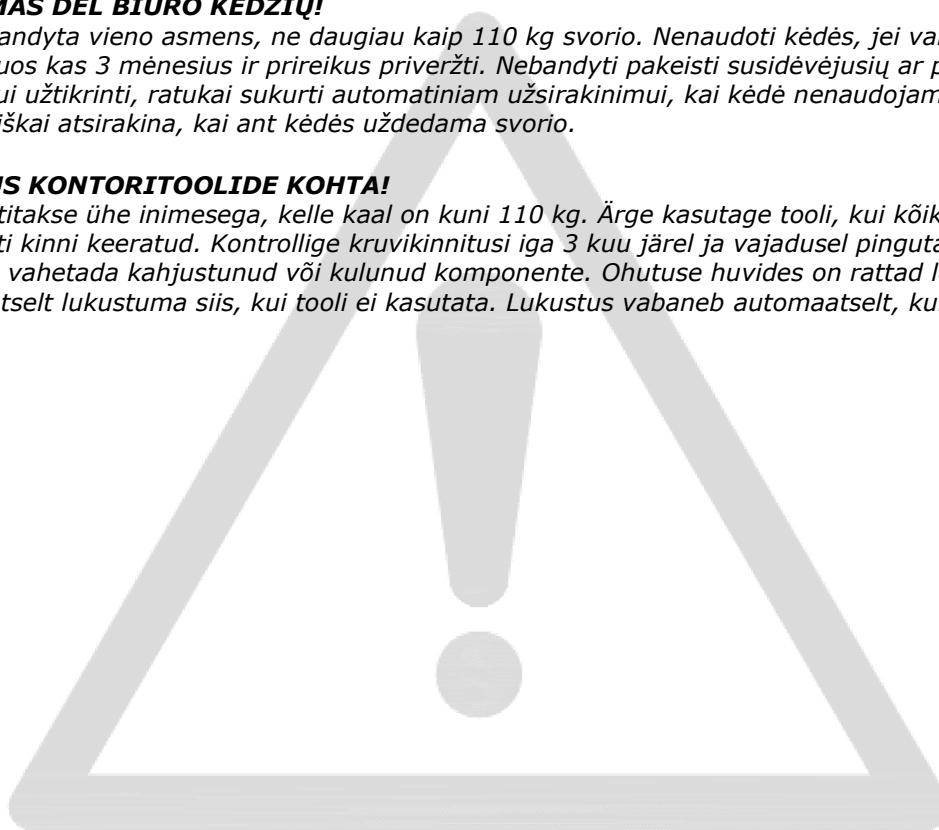 MAS DĖL BIURO KĖDŽIŲ!
andyta vieno asmens, ne daugiau kaip 110 kg svorio. Nenaudoti kėdės, jei va
uos kas 3 mėnesius ir prireikus priveržti. Nebandyti pakeisti susidėvėjusių ar p
ui užtikrinti, ratukai sukurti automatiniam užsirakinimui, kai kėdė nenaudojam
iškai atsirakina, kai ant kėdės uždedama svorio.
US KONTORITOOLIDE KOHTA!
titakse ühe inimesega, kelle kaal on kuni 110 kg. Ärge kasutage tooli, kui kõik
ti kinni keeratud. Kontrollige kruvikinnitusi iga 3 kuu järel ja vajadusel pinguta
vahetada kahjustunud või kulunud komponente. Ohutuse huvides on rattad l
tselt lukustuma siis, kui tooli ei kasutata. Lukustus vabaneb automaatselt, ku